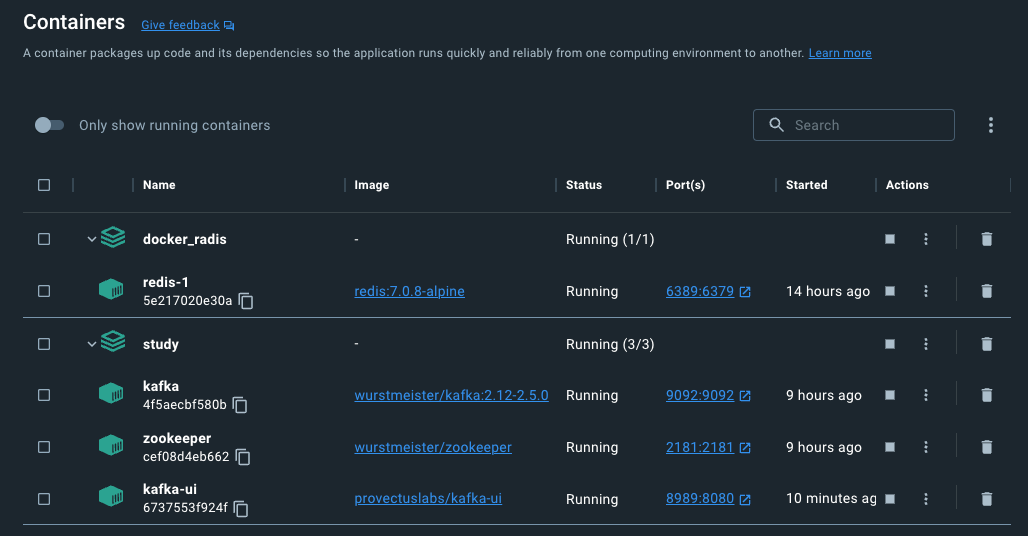 Containers Give feedback
A container packages up code and its dependencies so the application runs quickly and reliably from one computing environment to another. Learn more
Only show running containers Search
Name Image Status Port(s) Started Actions
docker_radis - Running (1/1)
redis-1
5e217020e30a redis:7.0.8-alpine Running 6389:6379 14 hours ago
study - Running (3/3)
kafka
4f5aecbf580b wurstmeister/kafka:2.12-2.5.0 Running 9092:9092 9 hours ago
zookeeper
cef08d4eb662 wurstmeister/zookeeper Running 2181:2181 9 hours ago
kafka-ui
6737553f924f provectuslabs/kafka-ui Running 8989:8080 10 minutes ag